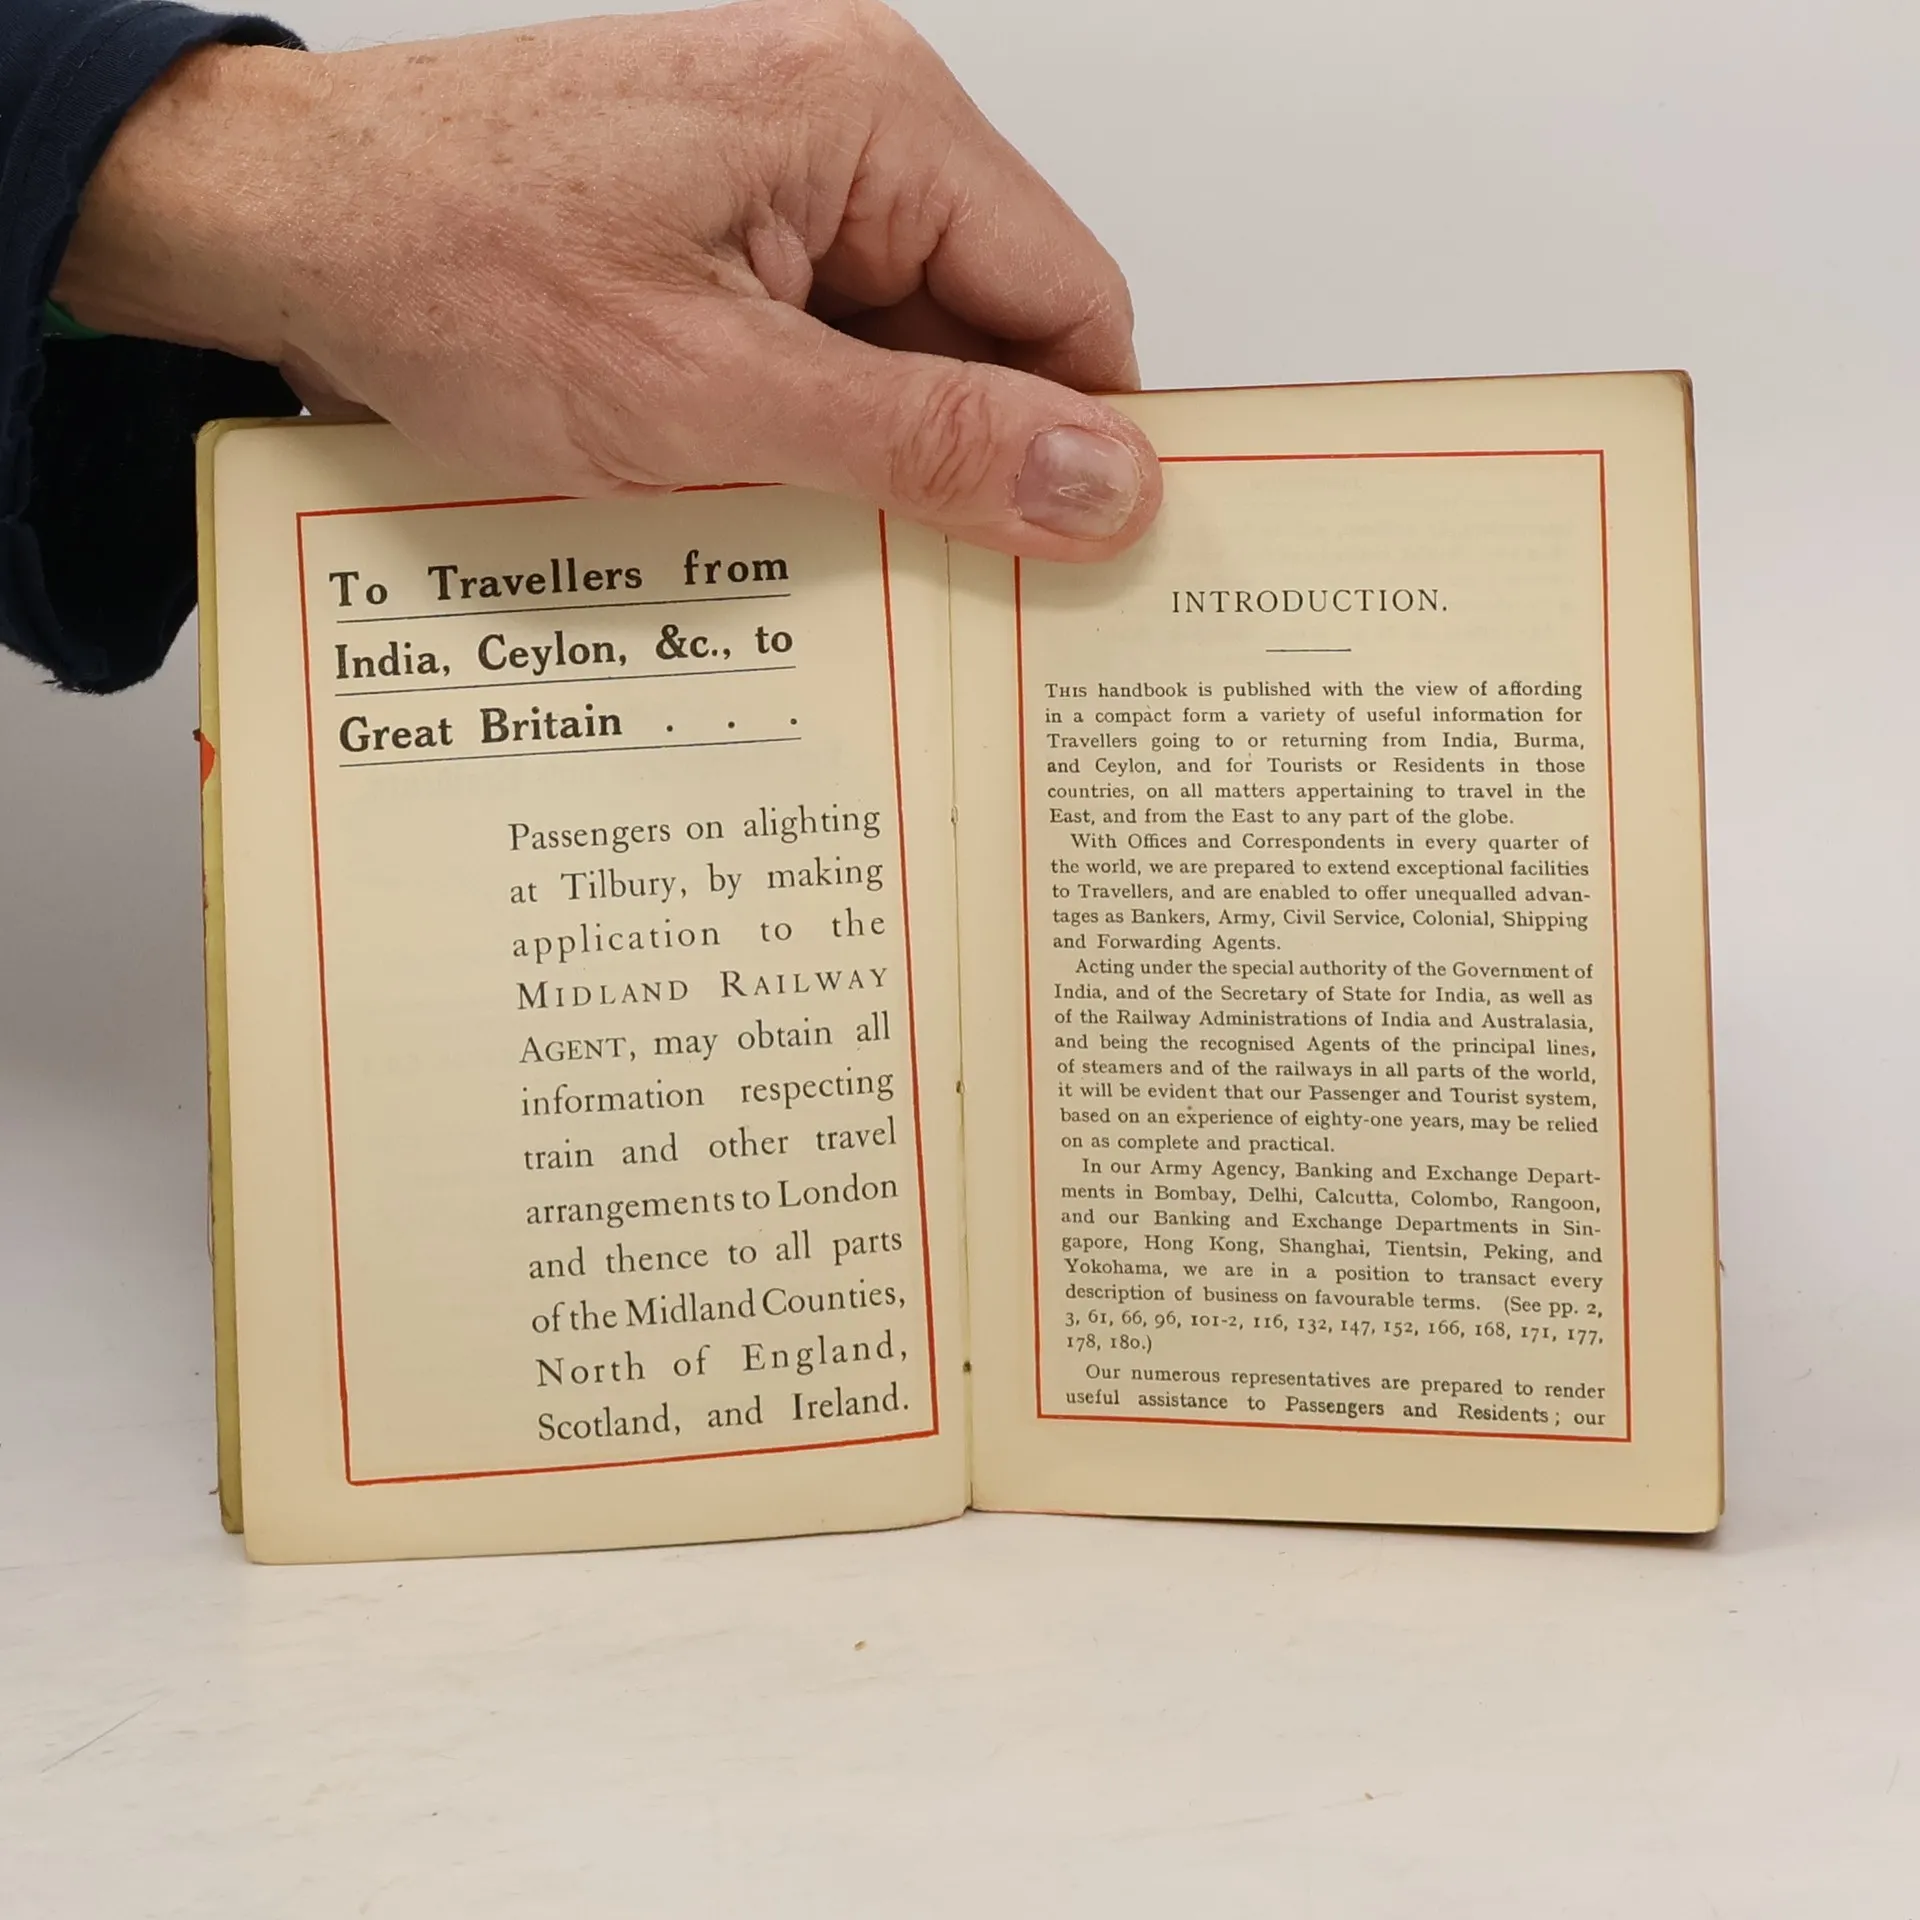 To Travellers from
India, Ceylon, &c., to
Great Britain . . .
Passengers on alighting
at Tilbury, by making
application to the
MIDLAND RAILWAY
AGENT, may obtain all
information respecting
train and other travel
arrangements to London
and thence to all parts
of the Midland Counties,
North of England,
Scotland, and Ireland.
INTRODUCTION.
THIS handbook is published with the view of affording
in a compact form a variety of useful information for
Travellers going to or returning from India, Burma,
and Ceylon, and for Tourists or Residents in those
countries, on all matters appertaining to travel in the
East, and from the East to any part of the globe.
With Offices and Correspondents in every quarter of
the world, we are prepared to extend exceptional facilities
to Travellers, and are enabled to offer unequalled advan-
tages as Bankers, Army, Civil Service, Colonial, Shipping
and Forwarding Agents.
Acting under the special authority of the Government of
India, and of the Secretary of State for India, as well as
of the Railway Administrations of India and Australasia,
and being the recognised Agents of the principal lines,
of steamers and of the railways in all parts of the world,
it will be evident that our Passenger and Tourist system,
based on an experience of eighty-one years, may be relied
on as complete and practical.
In our Army Agency, Banking and Exchange Depart-
ments in Bombay, Delhi, Calcutta, Colombo, Rangoon,
and our Banking and Exchange Departments in Sin-
gapore, Hong Kong, Shanghai, Tientsin, Peking, and
Yokohama, we are in a position to transact every
description of business on favourable terms. (See pp. 2,
3, 61, 66, 96, 101-2, 116, 132, 147, 152, 166, 168, 171, 177,
178, 180.)
Our numerous representatives are prepared to render
useful assistance to Passengers and Residents; our